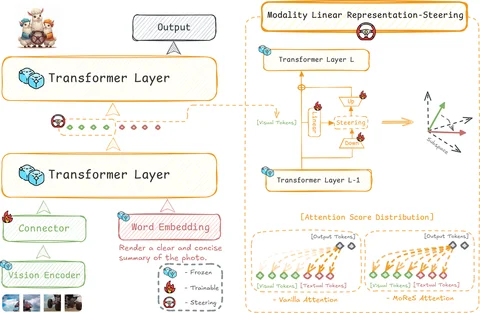 Output
Transformer Layer
Transformer Layer
Connector
Word Embedding
Render a clear and concise
summary of the photo.
Vision Encoder
- Frozen
- Trainable
- Steering
Modality Linear Representation-Steering
Transformer Layer L
[Visual Tokens]
Linear
Up
Steering
Down
Transformer Layer L-1
Subspace
[Attention Score Distribution]
[Output Tokens]
[Output Tokens]
[Visual Tokens]
[Textual Tokens]
[Visual Tokens]
[Textual Tokens]
- Vanilla Attention
- MoReS Attention